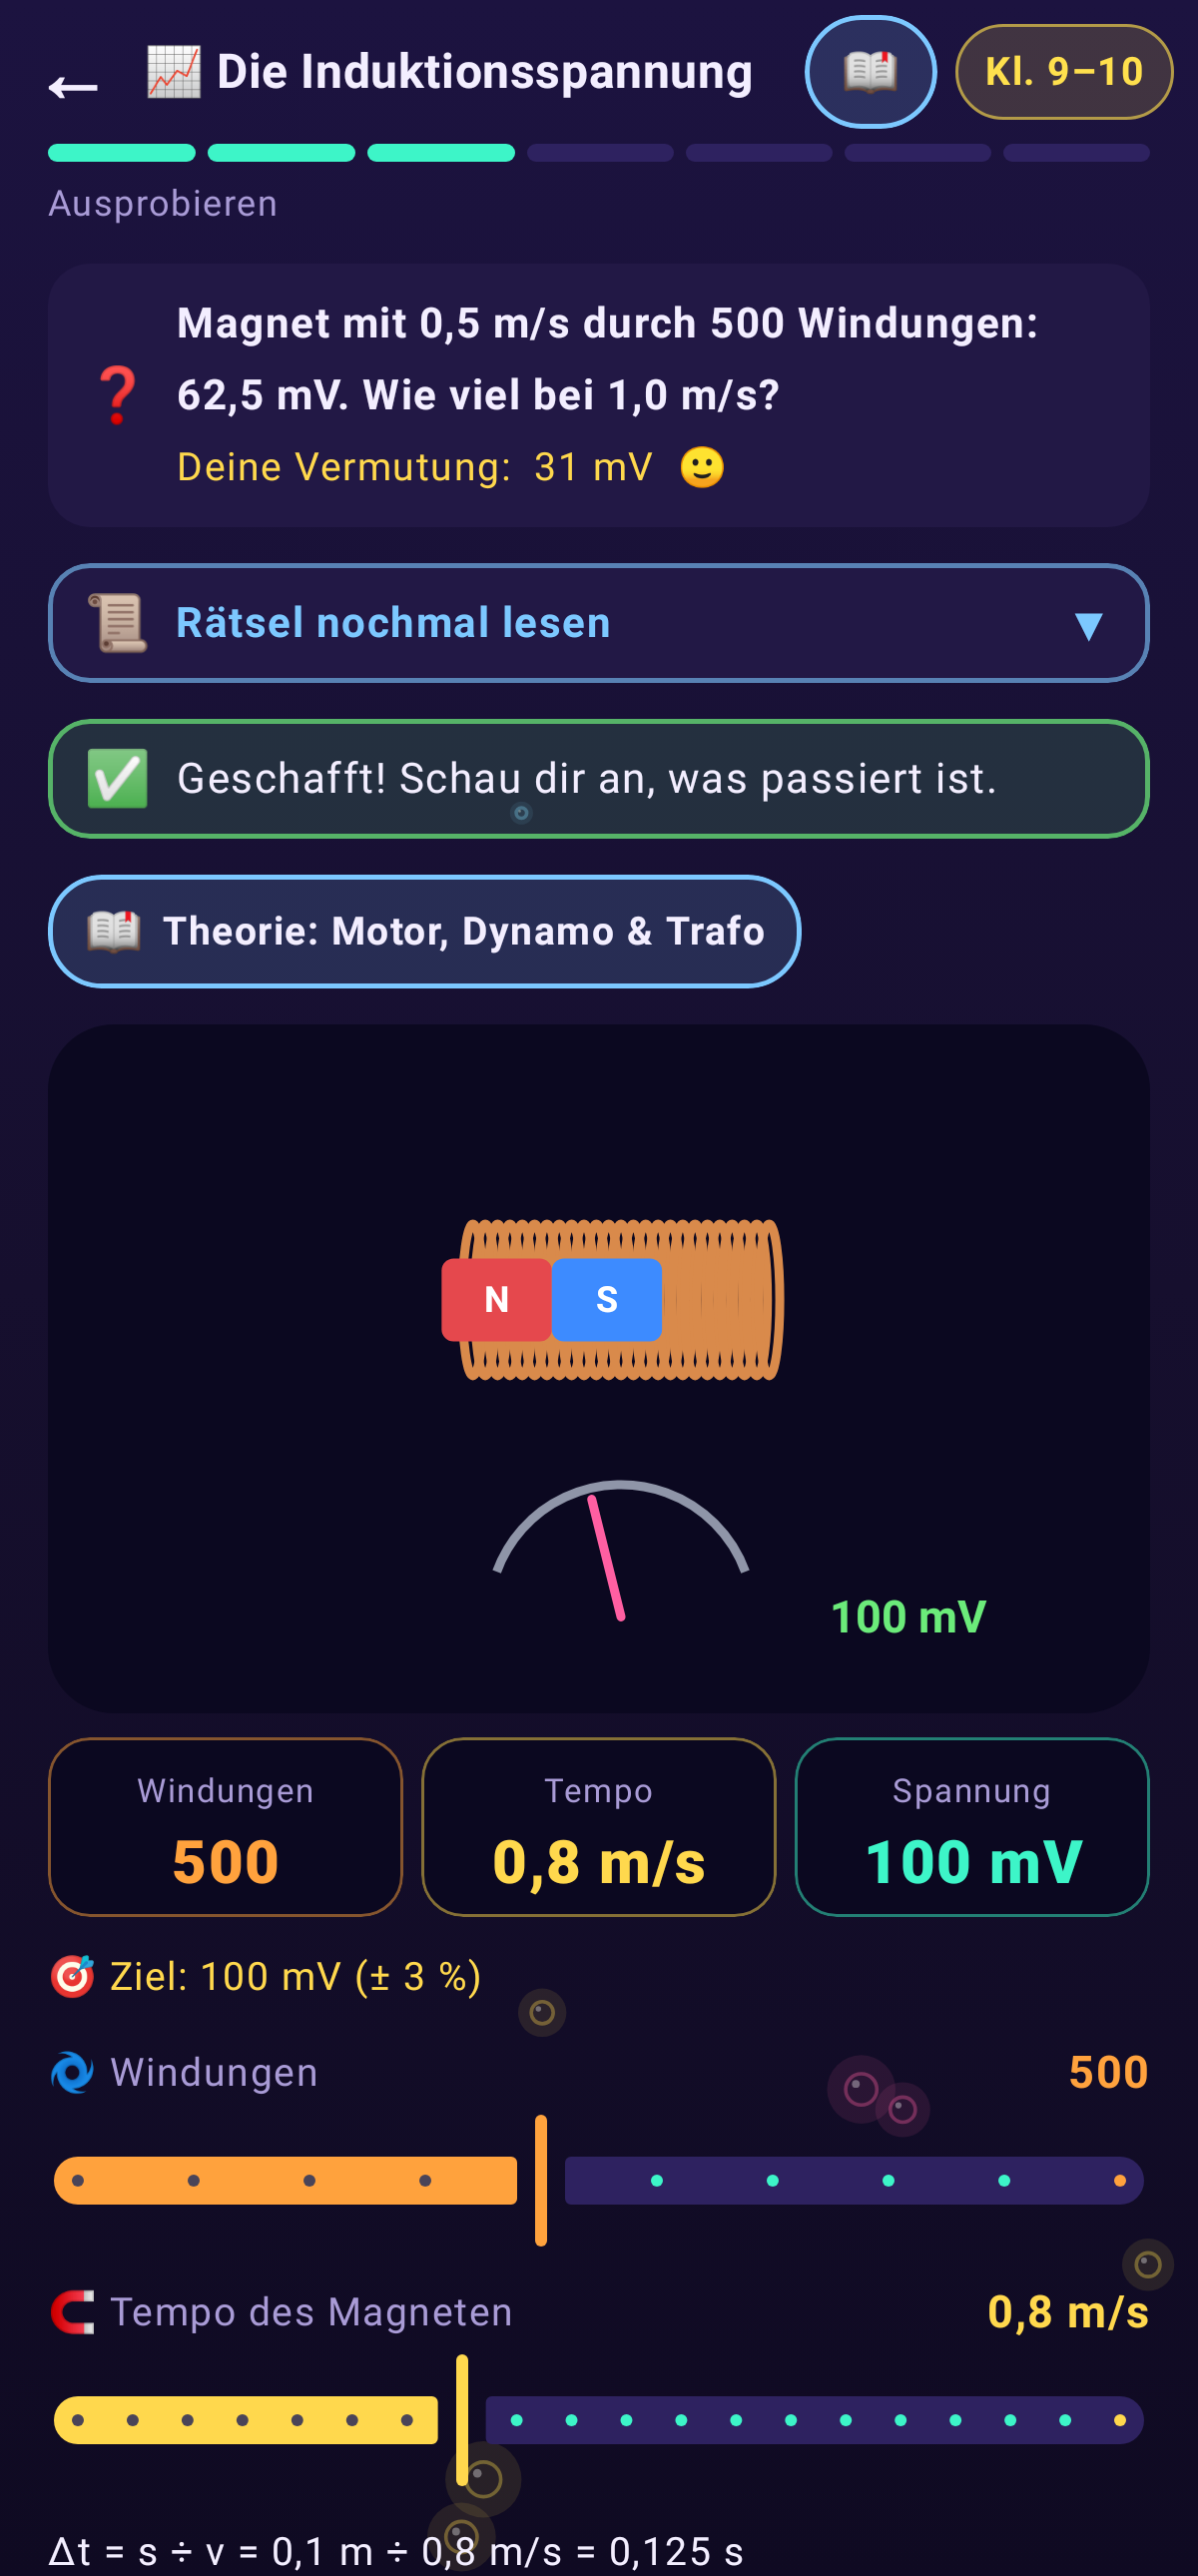 ← Die Induktionsspannung Kl. 9–10
Ausprobieren
Magnet mit 0,5 m/s durch 500 Windungen:
62,5 mV. Wie viel bei 1,0 m/s?
Deine Vermutung: 31 mV
Rätsel nochmal lesen ▼
Geschafft! Schau dir an, was passiert ist.
Theorie: Motor, Dynamo & Trafo
N S
100 mV
Windungen Tempo Spannung
500 0,8 m/s 100 mV
Ziel: 100 mV (± 3 %)
Windungen 500
Tempo des Magneten 0,8 m/s
Δt = s ÷ v = 0,1 m ÷ 0,8 m/s = 0,125 s